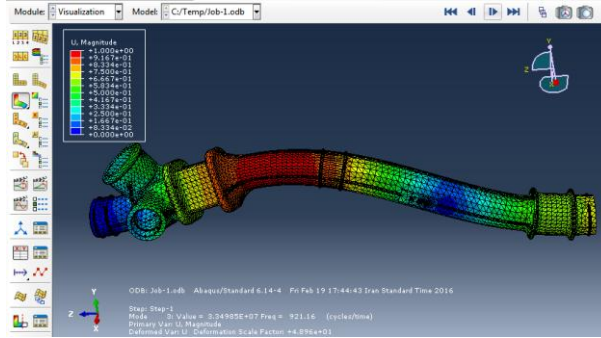 Module: Visualization Model: C:/Temp/Job-1.odb
U, Magnitude
+1.000e+00
+9.167e-01
+8.334e-01
+7.500e-01
+6.667e-01
+5.834e-01
+5.000e-01
+4.167e-01
+3.334e-01
+2.500e-01
+1.667e-01
+8.334e-02
+0.000e+00
Y
Z
X
Y
Z
X
ODB: Job-1.odb Abaqus/Standard 6.14-4 Fri Feb 19 17:44:43 Iran Standard Time 2016
Step: Step-1
Mode 3: Value = 3.34985E+07 Freq = 921.16 (cycles/time)
Primary Var: U, Magnitude
Deformed Var: U Deformation Scale Factor: +4.896e+01